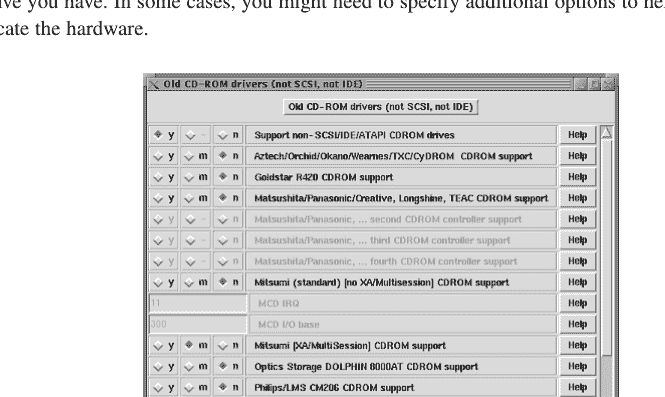 ive you have. In some cases, you might need to specify additional options to he
cate the hardware.
Old CD-ROM drivers (not SCSI, not IDE)
Old CD-ROM drivers (not SCSI, not IDE)
y - n Support non-SCSI/IDE/ATAPI CDROM drives Help
y m n Aztech/Orchid/Okano/Wearnes/TXC/CyDROM CDROM support Help
y m n Goldstar R420 CDROM support Help
y m n Matsushita/Panasonic/Creative, Longshine, TEAC CDROM support Help
y - n Matsushita/Panasonic, ... second CDROM controller support Help
y - n Matsushita/Panasonic, ... third CDROM controller support Help
y - n Matsushita/Panasonic, ... fourth CDROM controller support Help
y m n Mitsumi (standard) [no XA/Multisession] CDROM support Help
11 MCD IRQ Help
300 MCD I/O base Help
y m n Mitsumi [XA/MultiSession] CDROM support Help
y m n Optics Storage DOLPHIN 8000AT CDROM support Help
y m n Philips/LMS CM206 CDROM support Help